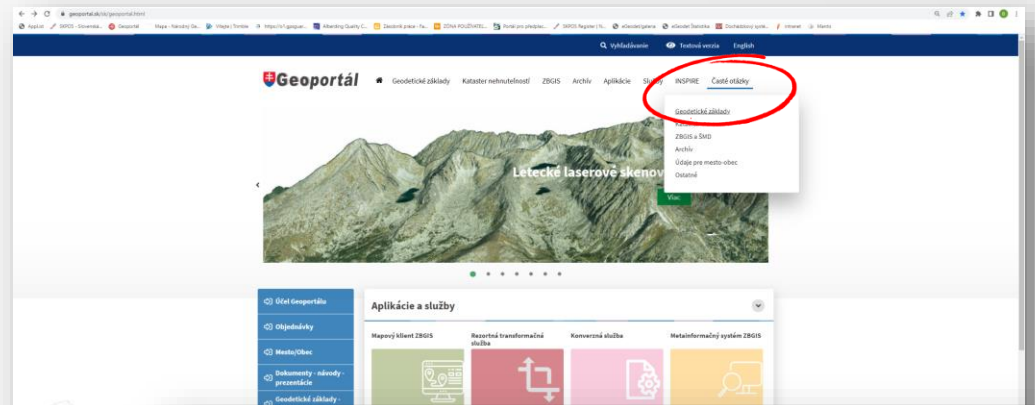 geoportal.sk/sk/geoportal.html
Vyhľadávanie Textová verzia English
Geoportál Geodetické základy Kataster nehnuteľností ZBGIS Archív Aplikácie Služby INSPIRE Časté otázky
Geodetické základy
ZBGIS a ŠMD
Archív
Údaje pre mesto-obec
Ostatné
Letecké laserové skenov
Viac
Účel Geoportálu
Objednávky
Mesto/Obec
Dokumenty - návody -
prezentácie
Geodetické základy -
Aplikácie a služby
Mapový klient ZBGIS
Rezortná transformačná
služba
Konverzná služba
Metainformačný systém ZBGIS